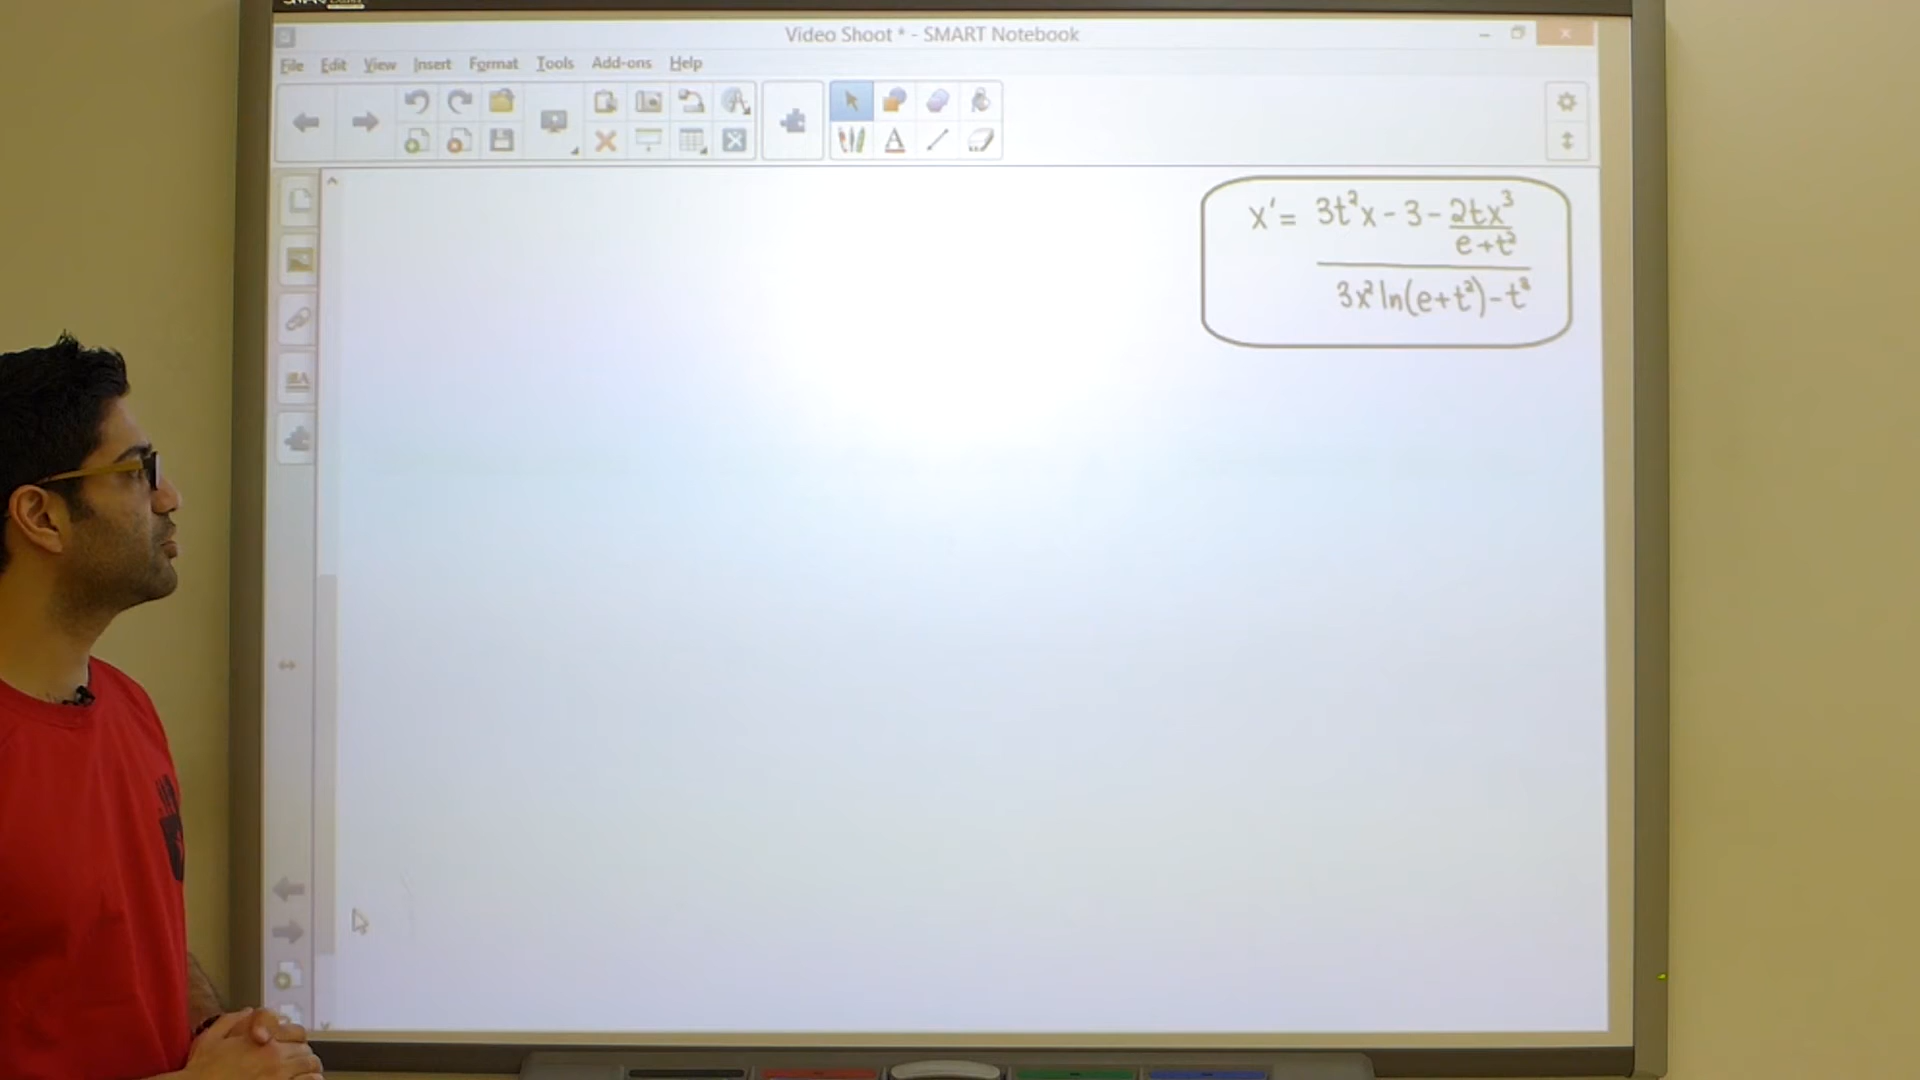 Video Shoot * - SMART Notebook
File Edit View Insert Format Tools Add-ons Help
x' = 3t²x - 3 - 2tx³
e+t²
3x² ln(e+t²) - t³